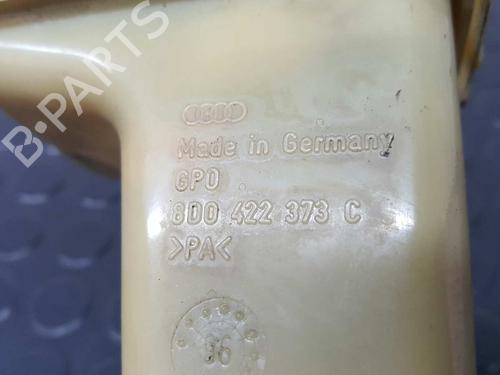 Made in Germany
GPO
8D0 422 373 C
>PA<
96
B-PARTS